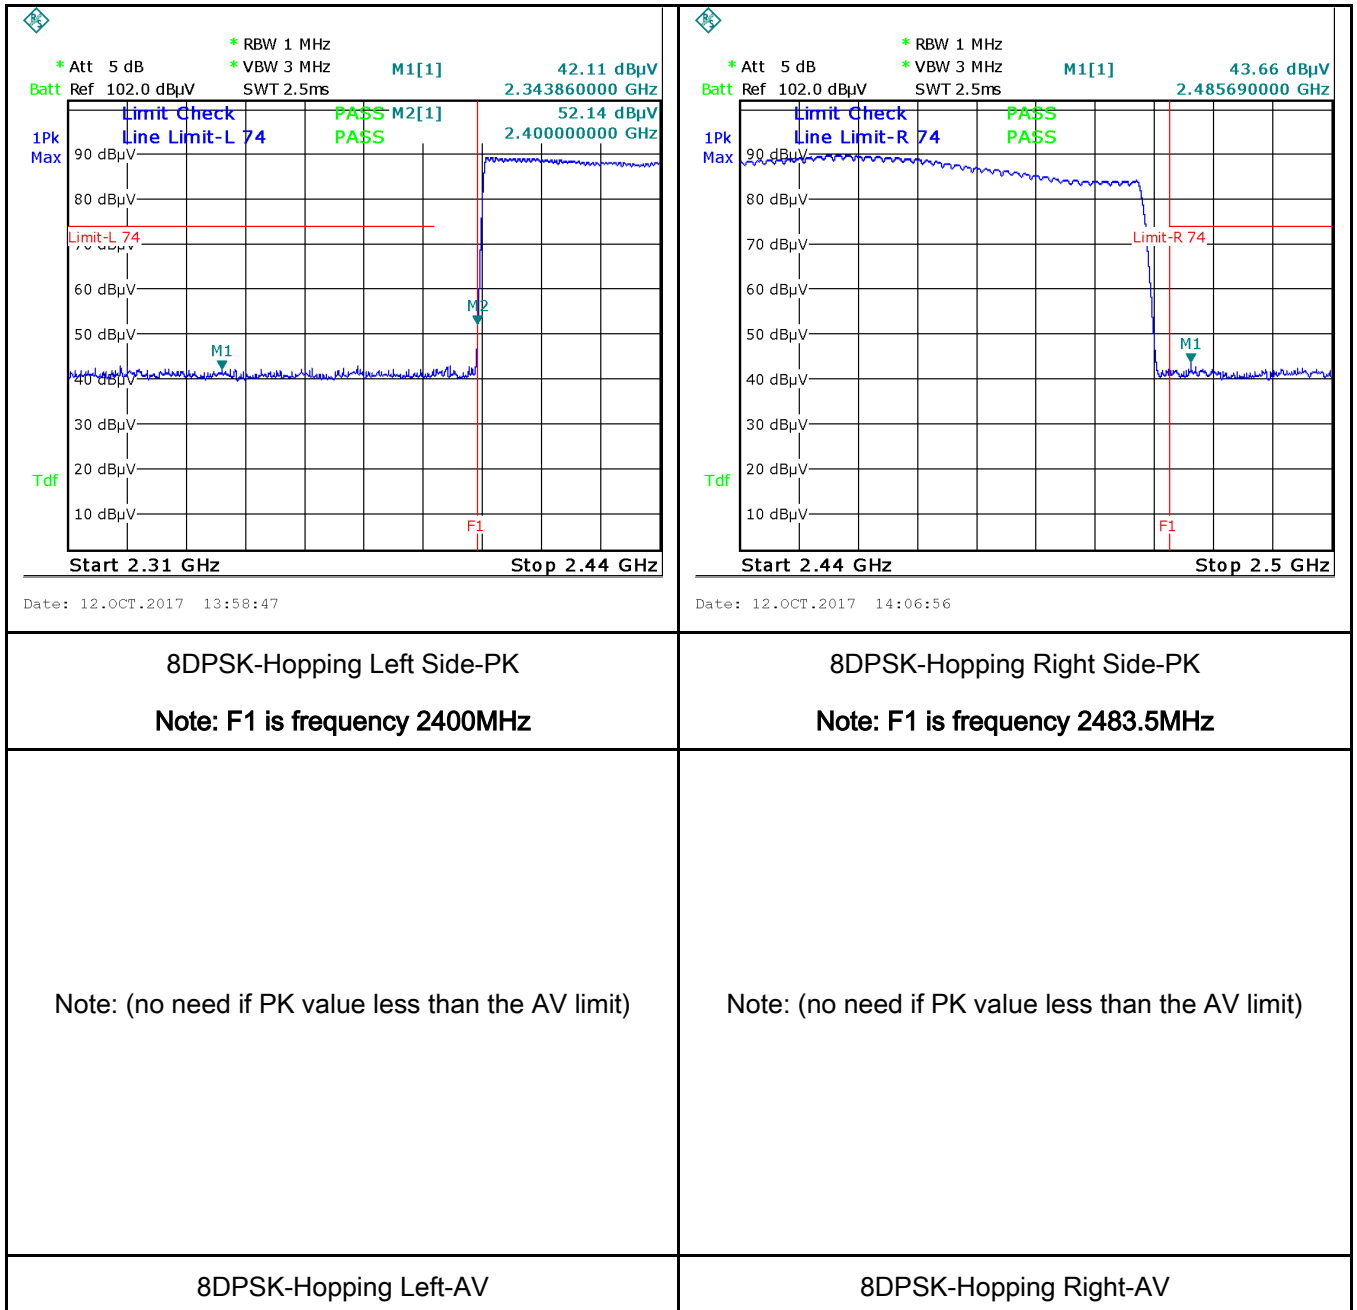 * RBW 1 MHz
* Att 5 dB * VBW 3 MHz M1[1] 42.11 dBµV
Batt Ref 102.0 dBµV SWT 2.5ms 2.343860000 GHz
Limit Check PASS M2[1] 52.14 dBµV
1Pk Line Limit-L 74 PASS 2.400000000 GHz
Max 90 dBµV
80 dBµV
Limit-L 74
70 dBµV
60 dBµV
M2
50 dBµV
M1
40 dBµV
30 dBµV
20 dBµV
Tdf
10 dBµV
F1
Start 2.31 GHz Stop 2.44 GHz
Date: 12.OCT.2017 13:58:47
* RBW 1 MHz
* Att 5 dB * VBW 3 MHz M1[1] 43.66 dBµV
Batt Ref 102.0 dBµV SWT 2.5ms 2.485690000 GHz
Limit Check PASS
1Pk Line Limit-R 74 PASS
Max 90 dBµV
80 dBµV
Limit-R 74
70 dBµV
60 dBµV
50 dBµV
M1
40 dBµV
30 dBµV
20 dBµV
Tdf
10 dBµV
F1
Start 2.44 GHz Stop 2.5 GHz
Date: 12.OCT.2017 14:06:56
8DPSK-Hopping Left Side-PK
Note: F1 is frequency 2400MHz
8DPSK-Hopping Right Side-PK
Note: F1 is frequency 2483.5MHz
Note: (no need if PK value less than the AV limit)
Note: (no need if PK value less than the AV limit)
8DPSK-Hopping Left-AV
8DPSK-Hopping Right-AV